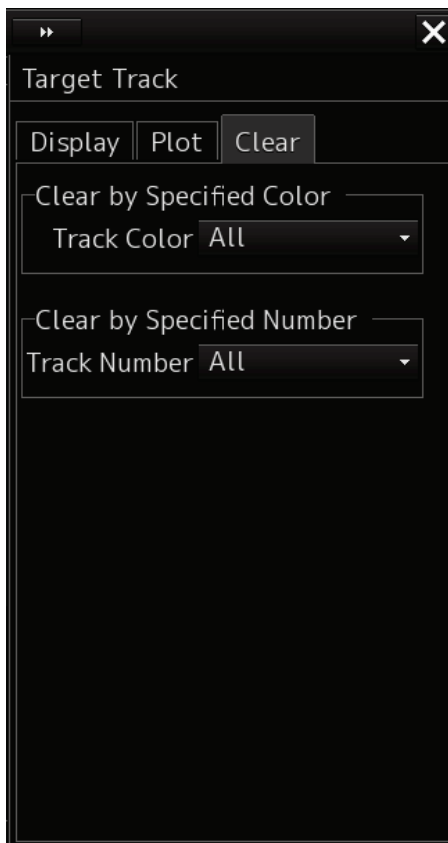 Target Track
Display Plot Clear
Clear by Specified Color
Track Color All
Clear by Specified Number
Track Number All